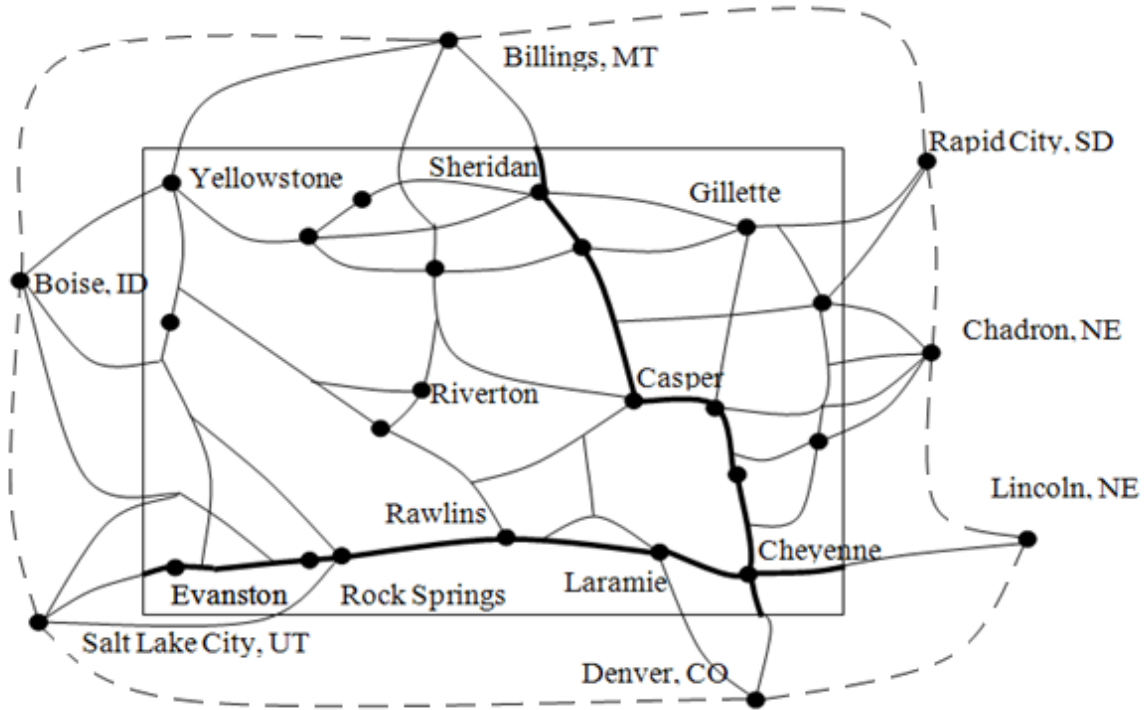 Billings, MT
Rapid City, SD
Sheridan
Yellowstone
Gillette
Boise, ID
Chadron, NE
Casper
Riverton
Lincoln, NE
Rawlins
Cheyenne
Laramie
Evanston
Rock Springs
Salt Lake City, UT
Denver, CO